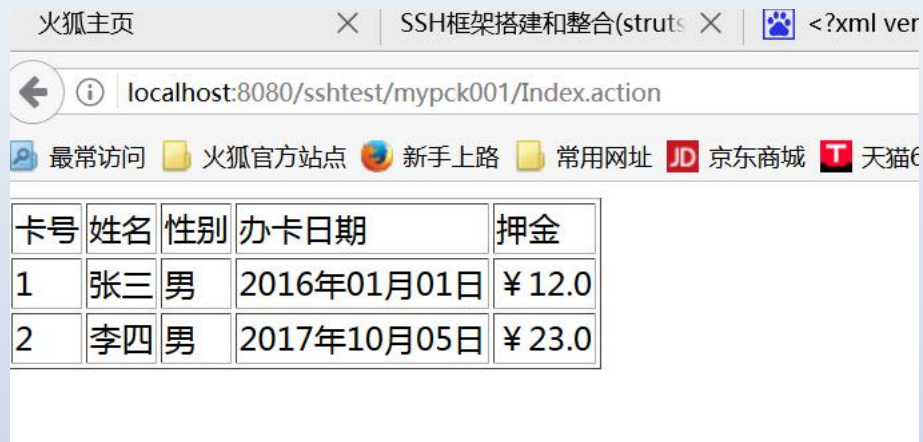 火狐主页 SSH框架搭建和整合(struts <?xml ver
localhost:8080/sshtest/mypck001/Index.action
最常访问 火狐官方站点 新手上路 常用网址 JD 京东商城 T 天猫6
卡号 姓名 性别 办卡日期 押金
1 张三 男 2016年01月01日 ￥12.0
2 李四 男 2017年10月05日 ￥23.0